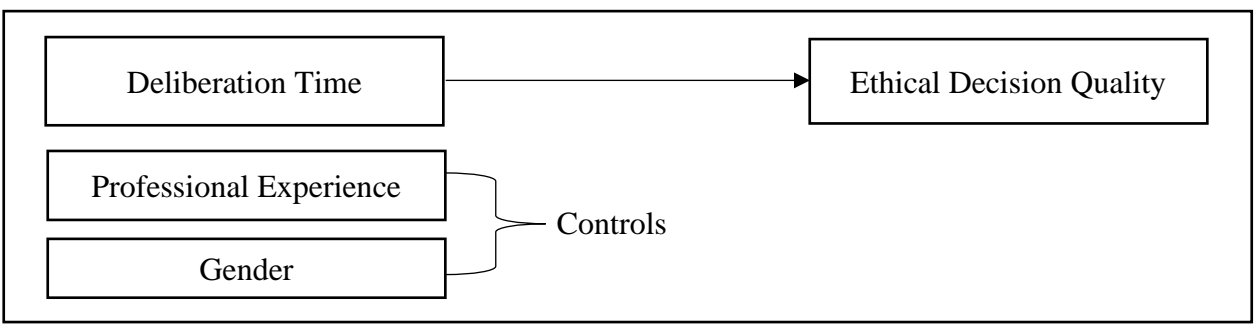 Deliberation Time
Ethical Decision Quality
Professional Experience
Controls
Gender